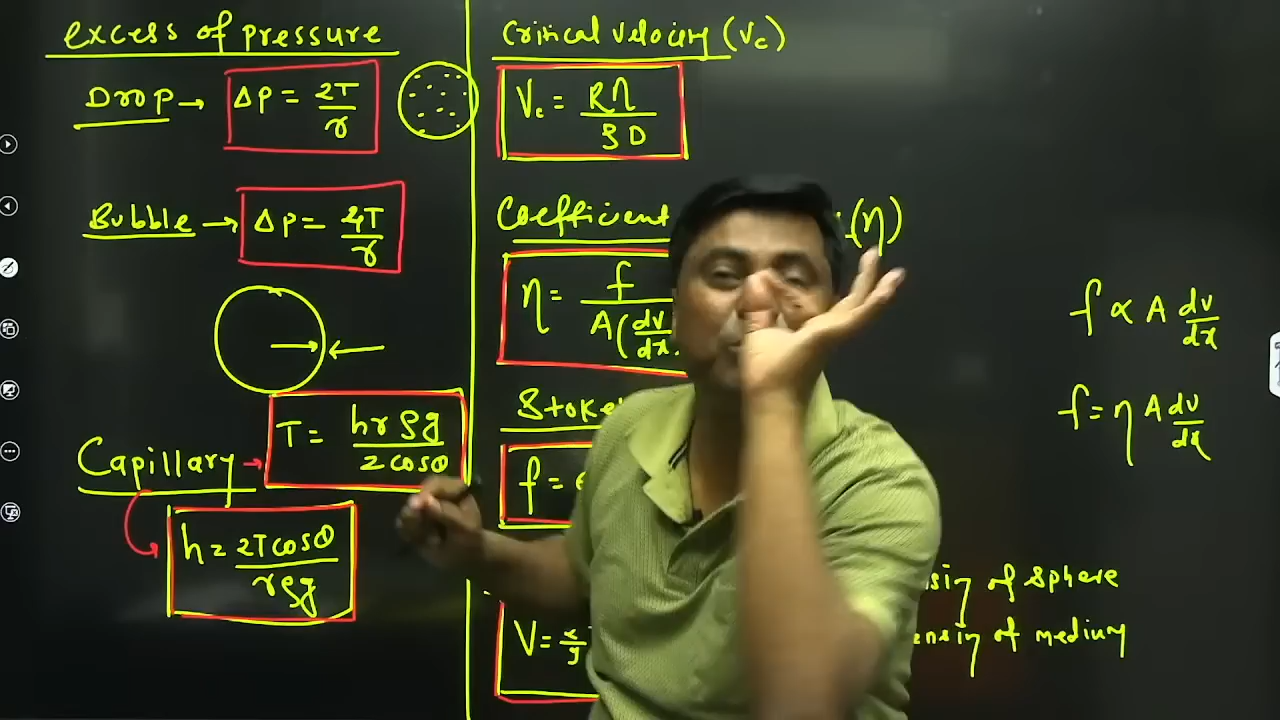 excess of pressure
Drop → ΔP = 2T/r
Bubble → ΔP = 4T/r
Capillary → T = hrρg/2cosθ
h = 2Tcosθ/rρg
Critical velocity (Vc)
Vc = Rη/ρD
Coefficient (η)
η = f/A(dv/dx
f =
V =
f ∝ A dv/dx
f = η A dv/dx
of sphere
of medium